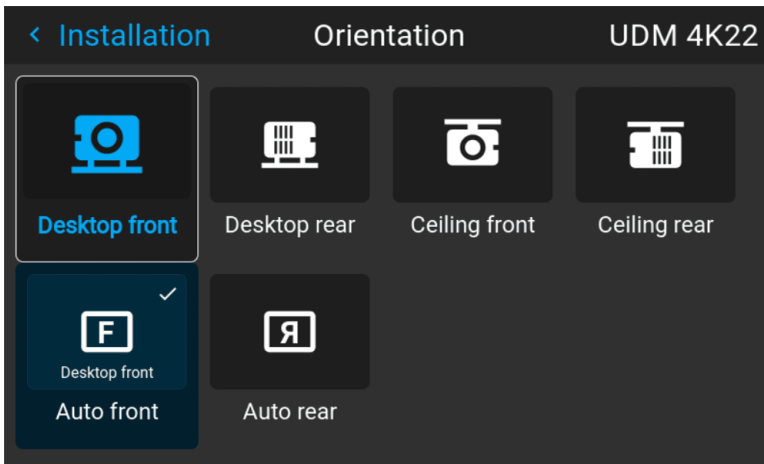 Installation Orientation UDM 4K22
Desktop front Desktop rear Ceiling front Ceiling rear
F Я
Desktop front
Auto front Auto rear